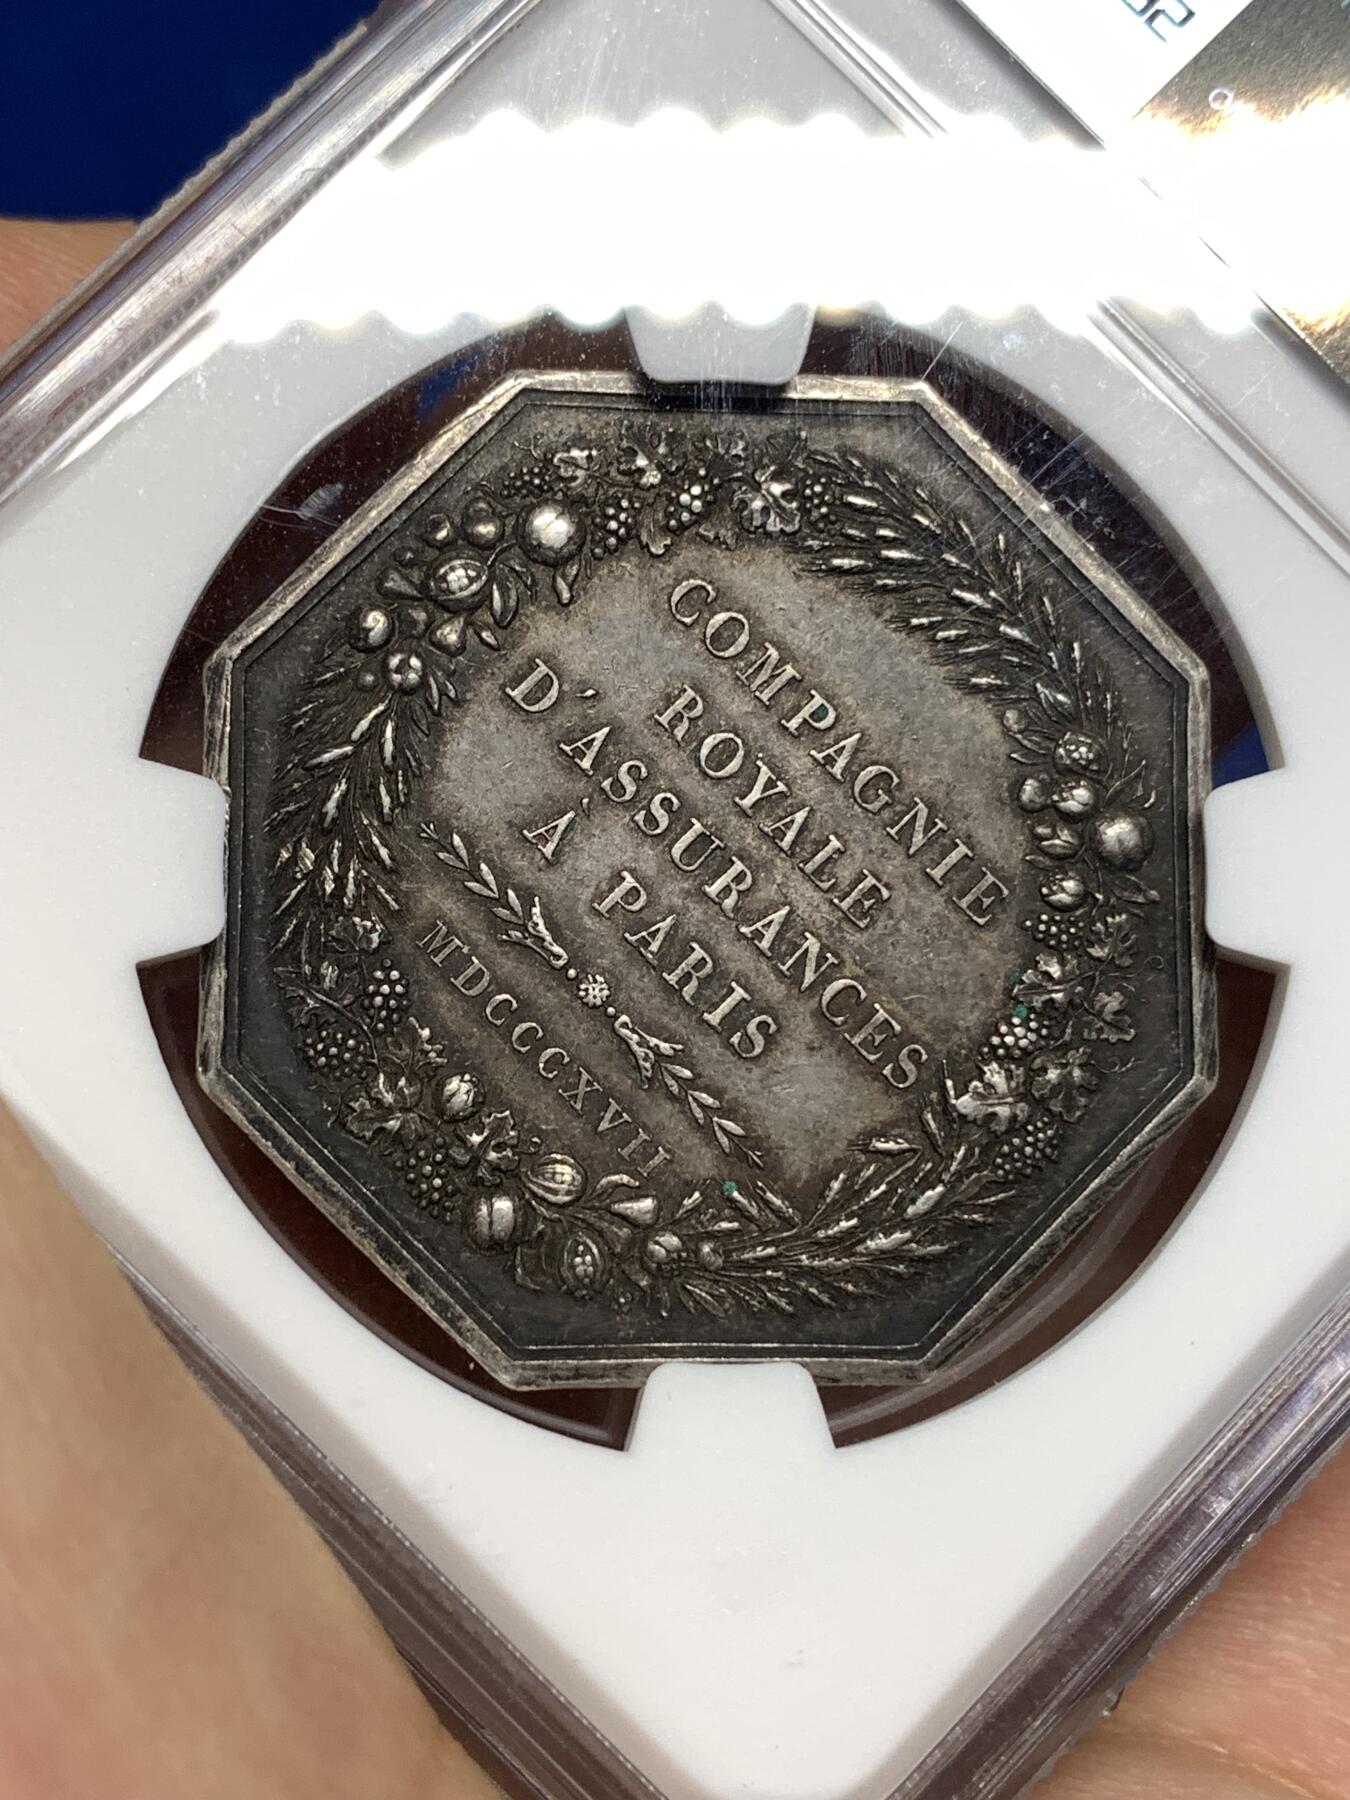 COMPAGNIE
ROYALE
D'ASSURANCES
À PARIS
MDCCCXVII